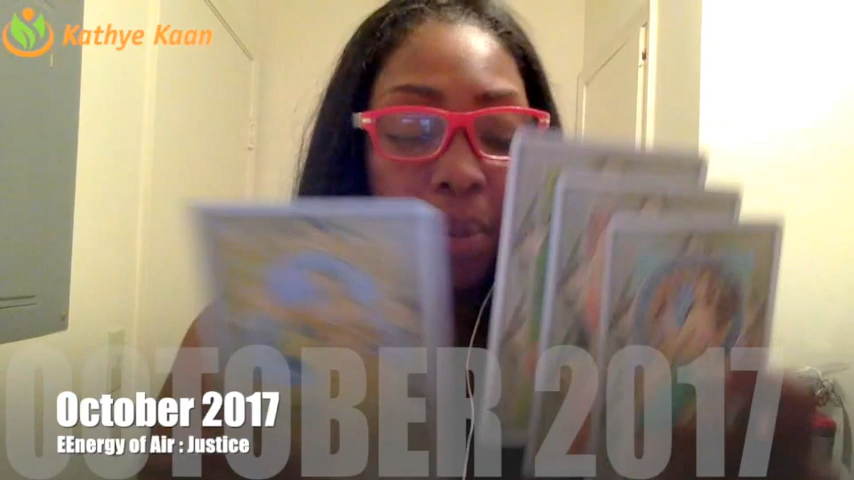 Kathye Kaan
OCTOBER 2017
October 2017
EEnergy of Air : Justice